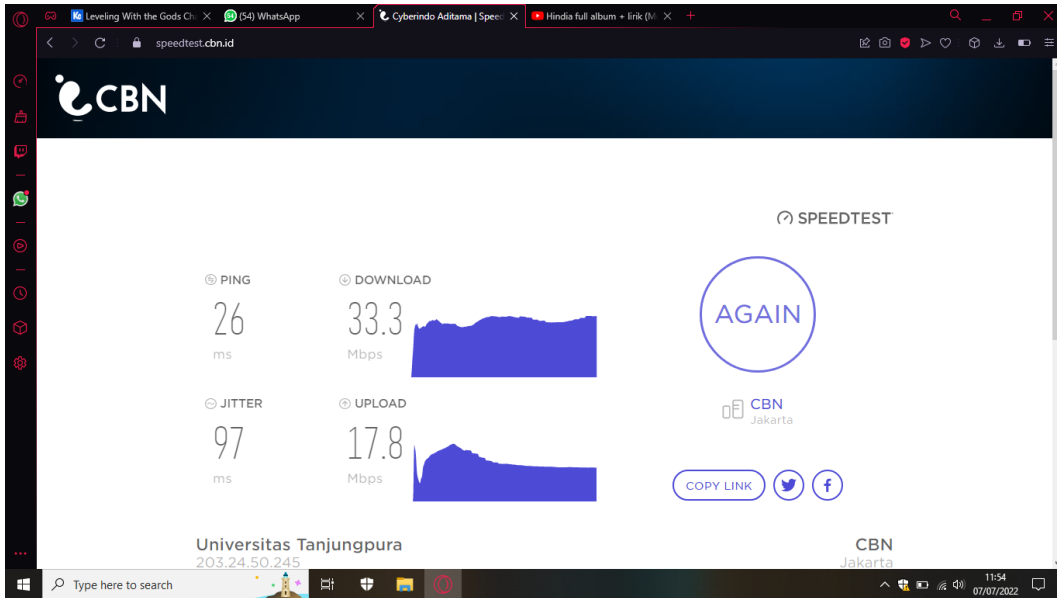 Leveling With the Gods Ch
(54) WhatsApp
Cyberindo Aditama | Speed
Hindia full album + lirik (M
speedtest.cbn.id
CBN
SPEEDTEST
PING
26
ms
DOWNLOAD
33.3
Mbps
AGAIN
JITTER
97
ms
UPLOAD
17.8
Mbps
CBN
Jakarta
COPY LINK
Universitas Tanjungpura
203.24.50.245
CBN
Jakarta
Type here to search
11:54
07/07/2022